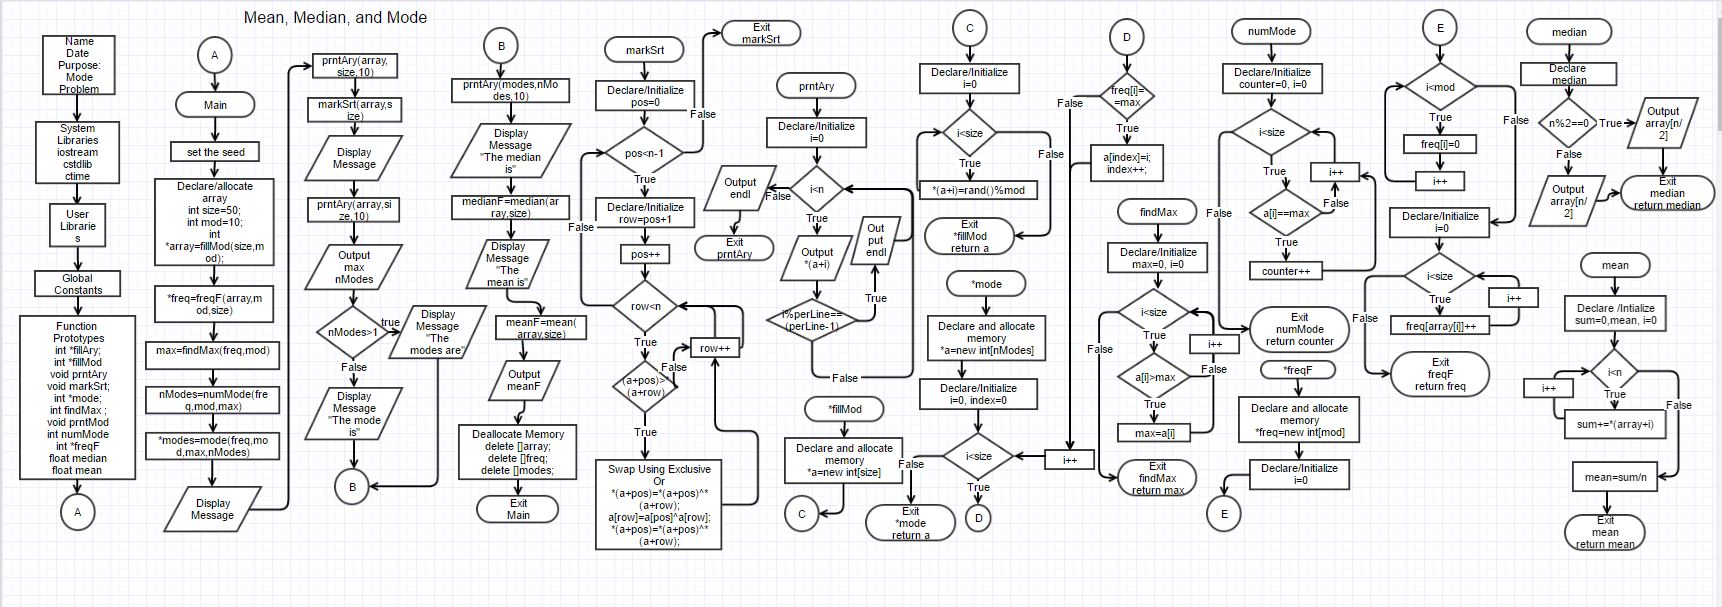 Mean, Median, and Mode
Name
Date
Purpose:
Mode
Problem
System
Libraries
iostream
cstdlib
ctime
User
Librarie
s
Global
Constants
Function
Prototypes
int *fillAry;
int *fillMod
void prntAry
void markSrt;
int *mode;
int findMax ;
void prntMod
int numMode
int *freqF
float median
float mean
A
A
Main
set the seed
Declare/allocate
array
int size=50;
int mod=10;
int
*array=fillMod(size,m
od);
*freq=freqF(array,m
od,size)
max=findMax(freq,mod)
nModes=numMode(fre
q,mod,max)
*modes=mode(freq,mo
d,max,nModes)
Display
Message
prntAry(array,
size,10)
markSrt(array,s
ize)
Display
Message
prntAry(array,si
ze,10)
Output
max
nModes
nModes>1
true
False
Display
Message
"The
modes are"
Display
Message
"The mode
is"
B
B
prntAry(modes,nMo
des,10)
Display
Message
"The median
is"
medianF=median(ar
ray,size)
Display
Message
"The
mean is"
meanF=mean(
array,size)
Output
meanF
Deallocate Memory
delete []array;
delete []freq;
delete []modes;
Exit
Main
markSrt
Declare/Initialize
pos=0
pos<n-1
False
True
Exit
markSrt
Declare/Initialize
row=pos+1
False
pos++
row<n
True
row++
(a+pos)>*
(a+row)
False
True
Swap Using Exclusive
Or
*(a+pos)=*(a+pos)^*
(a+row);
a[row]=a[pos]^a[row];
*(a+pos)=*(a+pos)^*
(a+row);
prntAry
Declare/Initialize
i=0
i<n
False
True
Output
endl
Exit
prntAry
Output
*(a+i)
Out
put
endl
i%perLine==
(perLine-1)
True
False
*fillMod
Declare and allocate
memory
*a=new int[size]
C
C
Declare/Initialize
i=0
i<size
False
True
*(a+i)=rand()%mod
Exit
*fillMod
return a
*mode
Declare and allocate
memory
*a=new int[nModes]
Declare/Initialize
i=0, index=0
i<size
False
True
i++
Exit
*mode
return a
D
D
freq[i]=
=max
False
True
a[index]=i;
index++;
findMax
Declare/Initialize
max=0, i=0
i<size
False
True
i++
a[i]>max
False
True
max=a[i]
Exit
findMax
return max
numMode
Declare/Initialize
counter=0, i=0
i<size
False
True
i++
a[i]==max
False
True
counter++
Exit
numMode
return counter
*freqF
Declare and allocate
memory
*freq=new int[mod]
Declare/Initialize
i=0
E
E
i<mod
False
True
freq[i]=0
i++
Declare/Initialize
i=0
i<size
False
True
i++
freq[array[i]]++
Exit
freqF
return freq
median
Declare
median
n%2==0
True
False
Output
array[n/
2]
Output
array[n/
2]
Exit
median
return median
mean
Declare /Intialize
sum=0,mean, i=0
i<n
i++
True
False
sum+=*(array+i)
mean=sum/n
Exit
mean
return mean